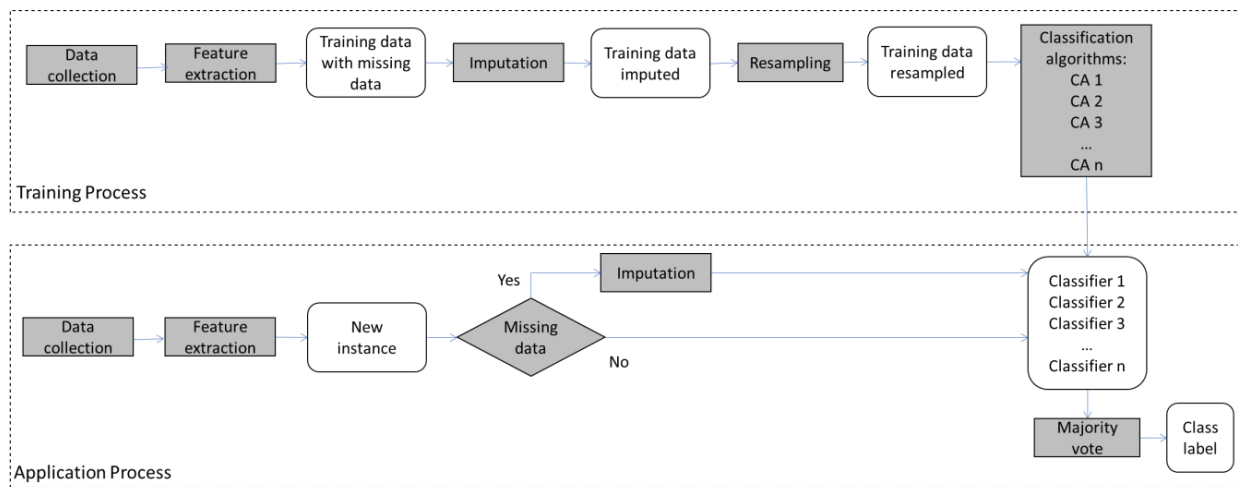 Data
collection
Feature
extraction
Training data
with missing
data
Imputation
Training data
imputed
Resampling
Training data
resampled
Classification
algorithms:
CA 1
CA 2
CA 3
...
CA n
Training Process
Data
collection
Feature
extraction
New
instance
Missing
data
Yes
No
Imputation
Classifier 1
Classifier 2
Classifier 3
...
Classifier n
Majority
vote
Class
label
Application Process